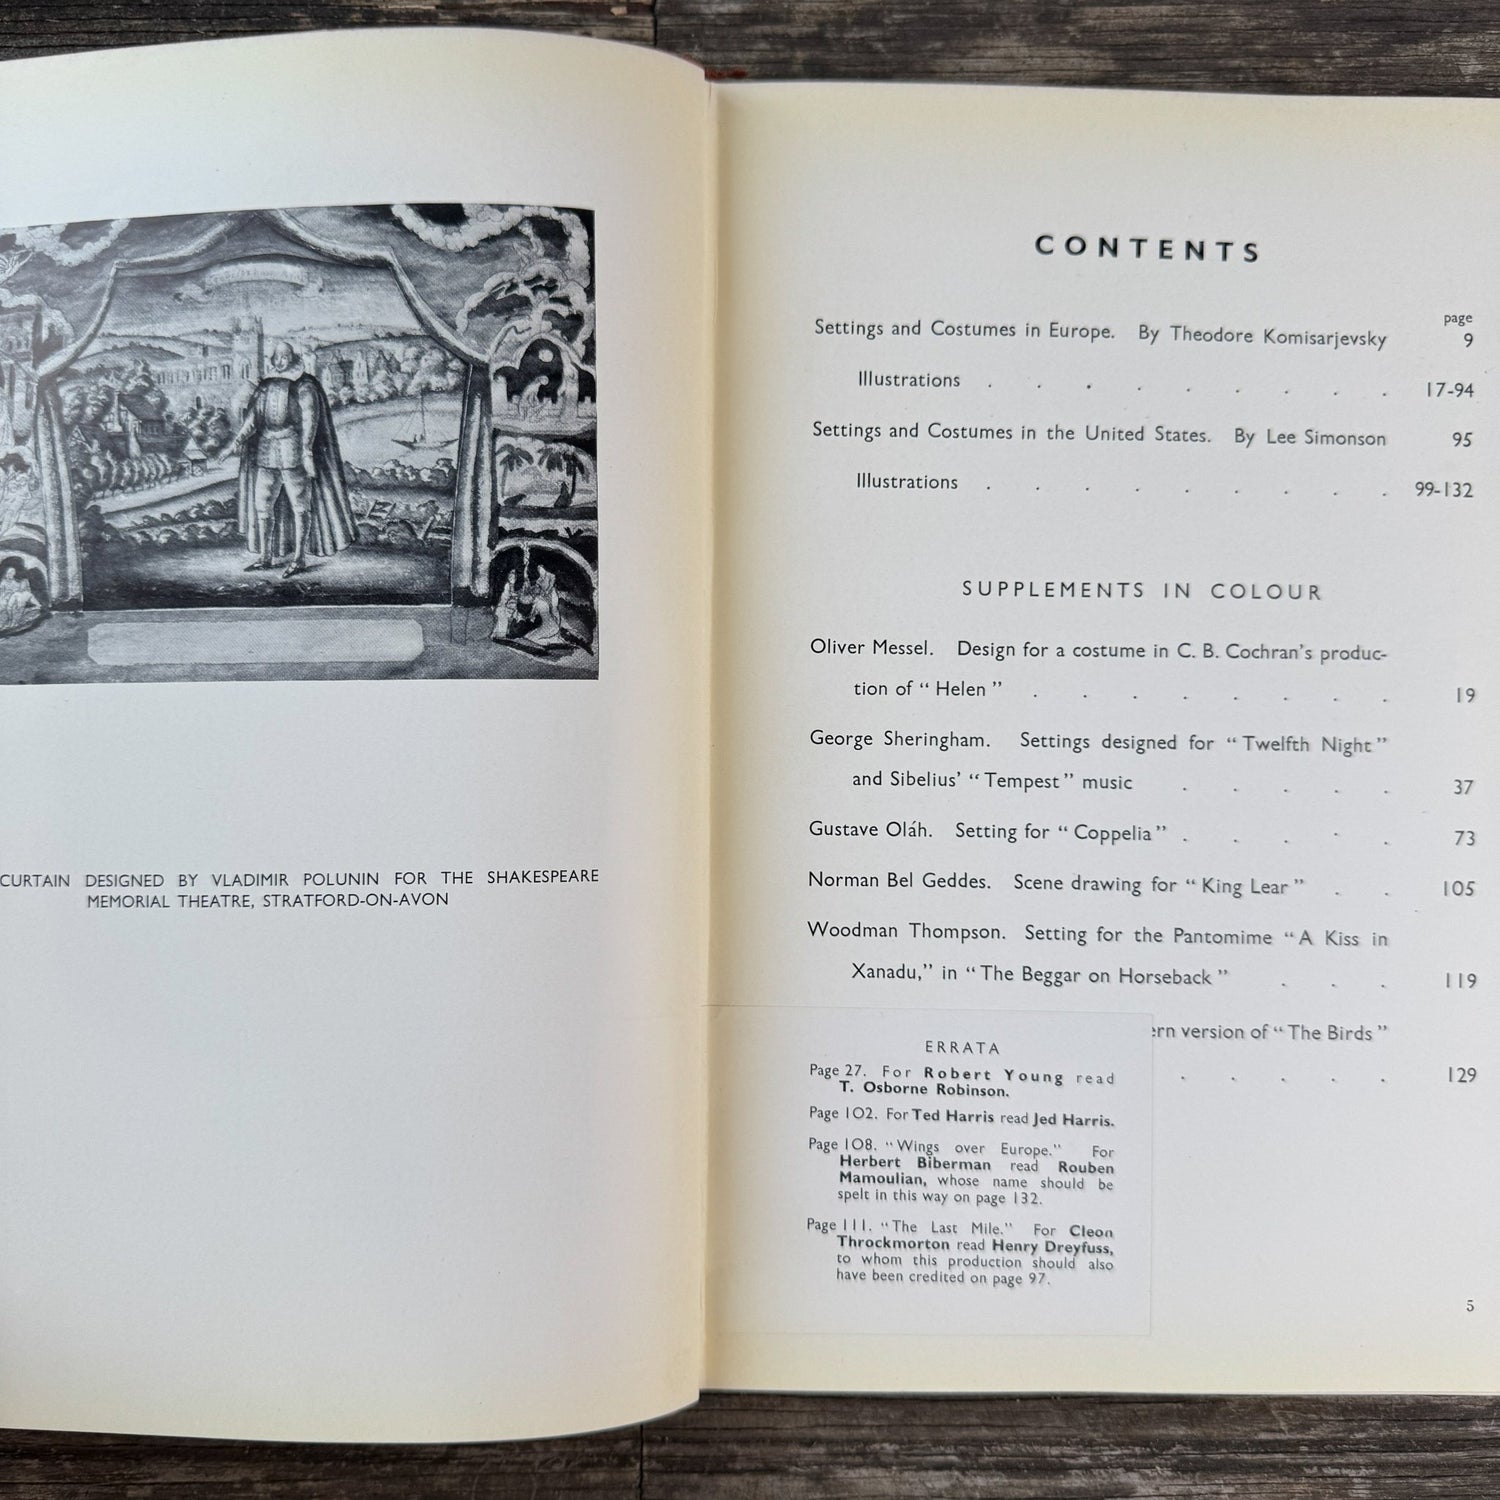 CURTAIN DESIGNED BY VLADIMIR POLUNIN FOR THE SHAKESPEARE
MEMORIAL THEATRE, STRATFORD-ON-AVON
CONTENTS
page
Settings and Costumes in Europe. By Theodore Komisarjevsky 9
Illustrations . . . . . . . . . 17-94
Settings and Costumes in the United States. By Lee Simonson 95
Illustrations . . . . . . . . . 99-132
SUPPLEMENTS IN COLOUR
Oliver Messel. Design for a costume in C. B. Cochran's produc-
tion of "Helen" . . . . . . . . 19
George Sheringham. Settings designed for "Twelfth Night"
and Sibelius' "Tempest" music . . . . . 37
Gustave Oláh. Setting for "Coppelia" . . . . . 73
Norman Bel Geddes. Scene drawing for "King Lear" . . 105
Woodman Thompson. Setting for the Pantomime "A Kiss in
Xanadu," in "The Beggar on Horseback" . . . 119
ern version of "The Birds"
. . . . . 129
ERRATA
Page 27. For Robert Young read
T. Osborne Robinson.
Page 102. For Ted Harris read Jed Harris.
Page 108. "Wings over Europe." For
Herbert Biberman read Rouben
Mamoulian, whose name should be
spelt in this way on page 132.
Page 111. "The Last Mile." For Cleon
Throckmorton read Henry Dreyfuss,
to whom this production should also
have been credited on page 97.
5